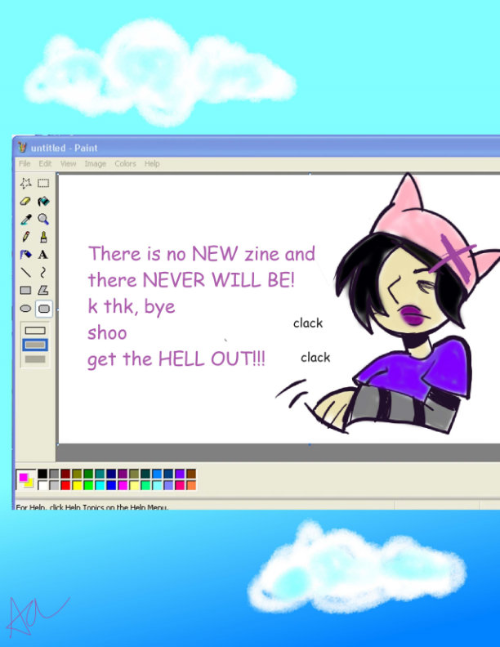 untitled - Paint
File Edit View Image Colors Help
There is no NEW zine and
there NEVER WILL BE!
k thk, bye
shoo
get the HELL OUT!!!
clack
clack
For Help, click Help Topics on the Help Menu.